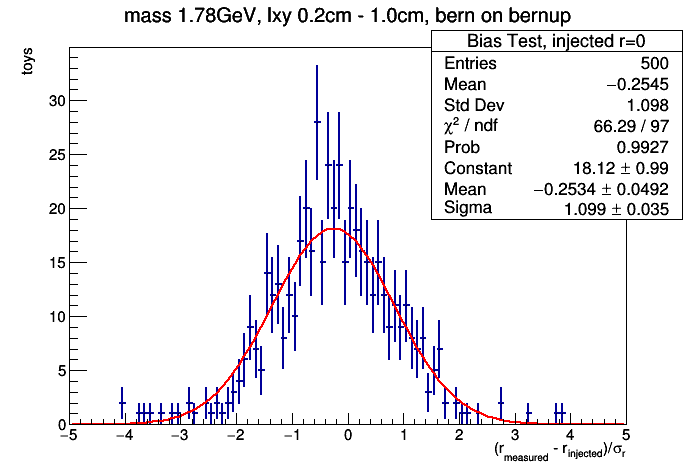 mass 1.78GeV, lxy 0.2cm - 1.0cm, bern on bernup
Bias Test, injected r=0
Entries 500
Mean −0.2545
Std Dev 1.098
χ² / ndf 66.29 / 97
Prob 0.9927
Constant 18.12 ± 0.99
Mean −0.2534 ± 0.0492
Sigma 1.099 ± 0.035
toys
30
25
20
15
10
5
0
−5 −4 −3 −2 −1 0 1 2 3 4 5
(r_measured - r_injected)/σ_r